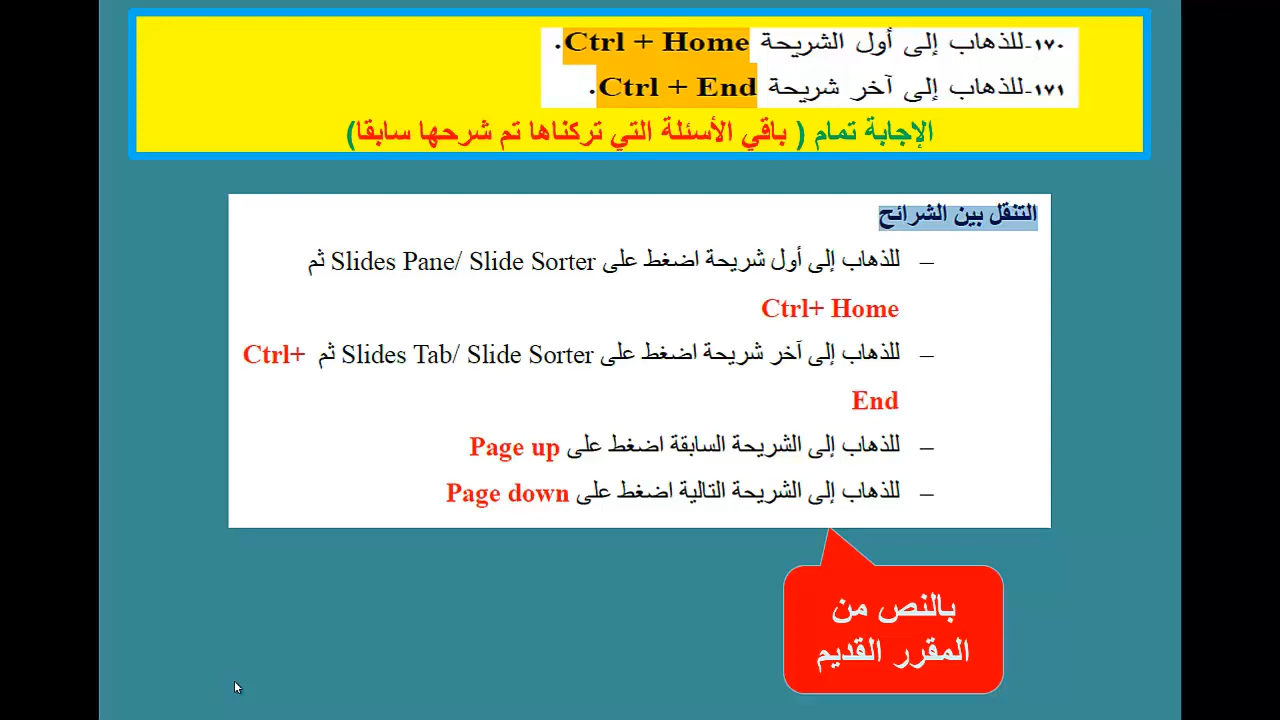 ١٧٠-للذهاب إلى أول الشريحة Ctrl + Home.
١٧١-للذهاب إلى آخر شريحة Ctrl + End.
الإجابة تمام ( باقي الأسئلة التي تركناها تم شرحها سابقا)
التنقل بين الشرائح
– للذهاب إلى أول شريحة اضغط على Slides Pane/ Slide Sorter ثم
Ctrl+ Home
– للذهاب إلى آخر شريحة اضغط على Slides Tab/ Slide Sorter ثم Ctrl+
End
– للذهاب إلى الشريحة السابقة اضغط على Page up
– للذهاب إلى الشريحة التالية اضغط على Page down
بالنص من
المقرر القديم